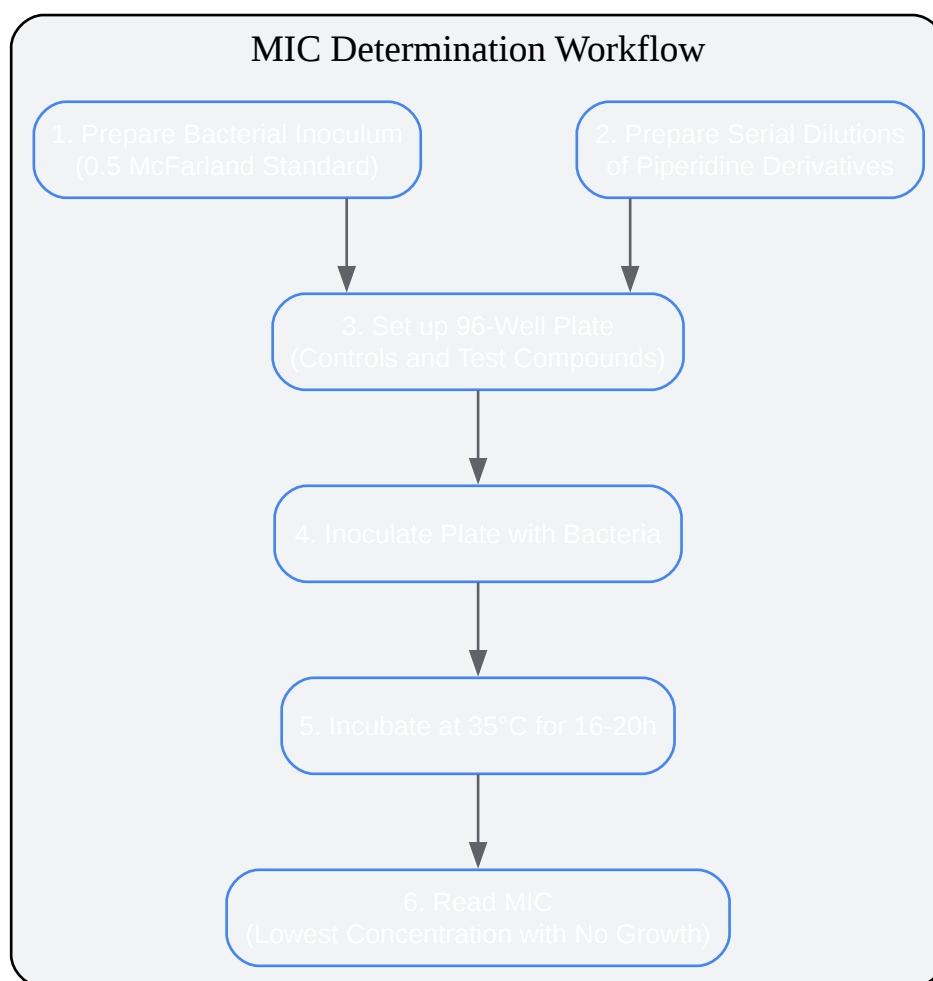 MIC Determination Workflow
1. Prepare Bacterial Inoculum
(0.5 McFarland Standard)
2. Prepare Serial Dilutions
of Piperidine Derivatives
3. Set up 96-Well Plate
(Controls and Test Compounds)
4. Inoculate Plate with Bacteria
5. Incubate at 35°C for 16-20h
6. Read MIC
(Lowest Concentration with No Growth)